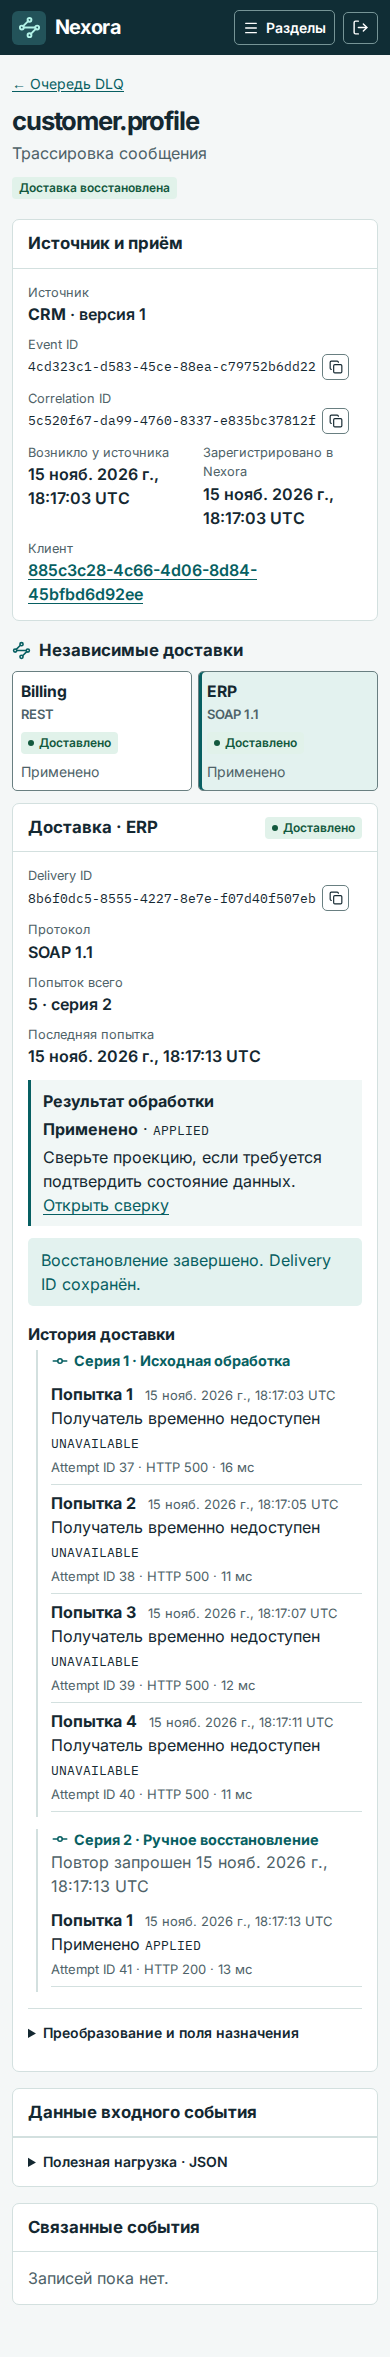 Nexora
Разделы
← Очередь DLQ
customer.profile
Трассировка сообщения
Доставка восстановлена
Источник и приём
Источник
CRM · версия 1
Event ID
4cd323c1-d583-45ce-88ea-c79752b6dd22
Correlation ID
5c520f67-da99-4760-8337-e835bc37812f
Возникло у источника
15 нояб. 2026 г.,
18:17:03 UTC
Зарегистрировано в
Nexora
15 нояб. 2026 г.,
18:17:03 UTC
Клиент
885c3c28-4c66-4d06-8d84-
45bfbd6d92ee
Независимые доставки
Billing
REST
Доставлено
Применено
ERP
SOAP 1.1
Доставлено
Применено
Доставка · ERP
Доставлено
Delivery ID
8b6f0dc5-8555-4227-8e7e-f07d40f507eb
Протокол
SOAP 1.1
Попыток всего
5 · серия 2
Последняя попытка
15 нояб. 2026 г., 18:17:13 UTC
Результат обработки
Применено · APPLIED
Сверьте проекцию, если требуется
подтвердить состояние данных.
Открыть сверку
Восстановление завершено. Delivery
ID сохранён.
История доставки
Серия 1 · Исходная обработка
Попытка 1 15 нояб. 2026 г., 18:17:03 UTC
Получатель временно недоступен
UNAVAILABLE
Attempt ID 37 · HTTP 500 · 16 мс
Попытка 2 15 нояб. 2026 г., 18:17:05 UTC
Получатель временно недоступен
UNAVAILABLE
Attempt ID 38 · HTTP 500 · 11 мс
Попытка 3 15 нояб. 2026 г., 18:17:07 UTC
Получатель временно недоступен
UNAVAILABLE
Attempt ID 39 · HTTP 500 · 12 мс
Попытка 4 15 нояб. 2026 г., 18:17:11 UTC
Получатель временно недоступен
UNAVAILABLE
Attempt ID 40 · HTTP 500 · 11 мс
Серия 2 · Ручное восстановление
Повтор запрошен 15 нояб. 2026 г.,
18:17:13 UTC
Попытка 1 15 нояб. 2026 г., 18:17:13 UTC
Применено APPLIED
Attempt ID 41 · HTTP 200 · 13 мс
Преобразование и поля назначения
Данные входного события
Полезная нагрузка · JSON
Связанные события
Записей пока нет.